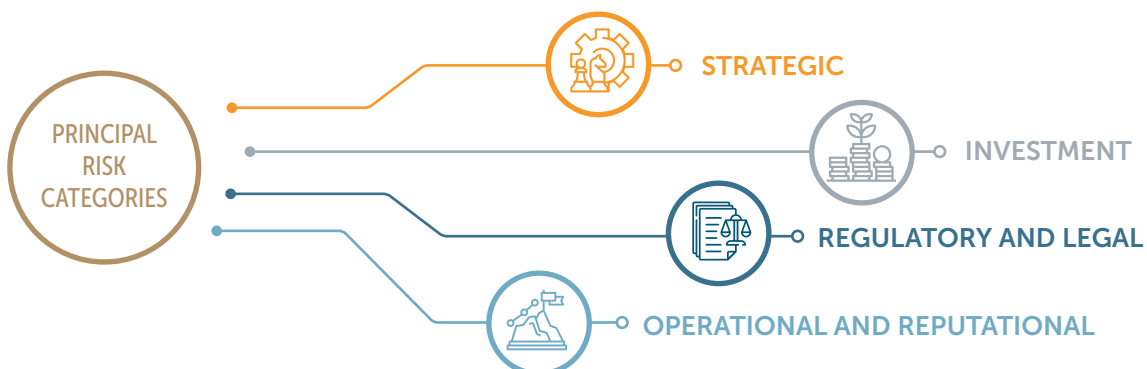 PRINCIPAL
RISK
CATEGORIES
STRATEGIC
INVESTMENT
REGULATORY AND LEGAL
OPERATIONAL AND REPUTATIONAL